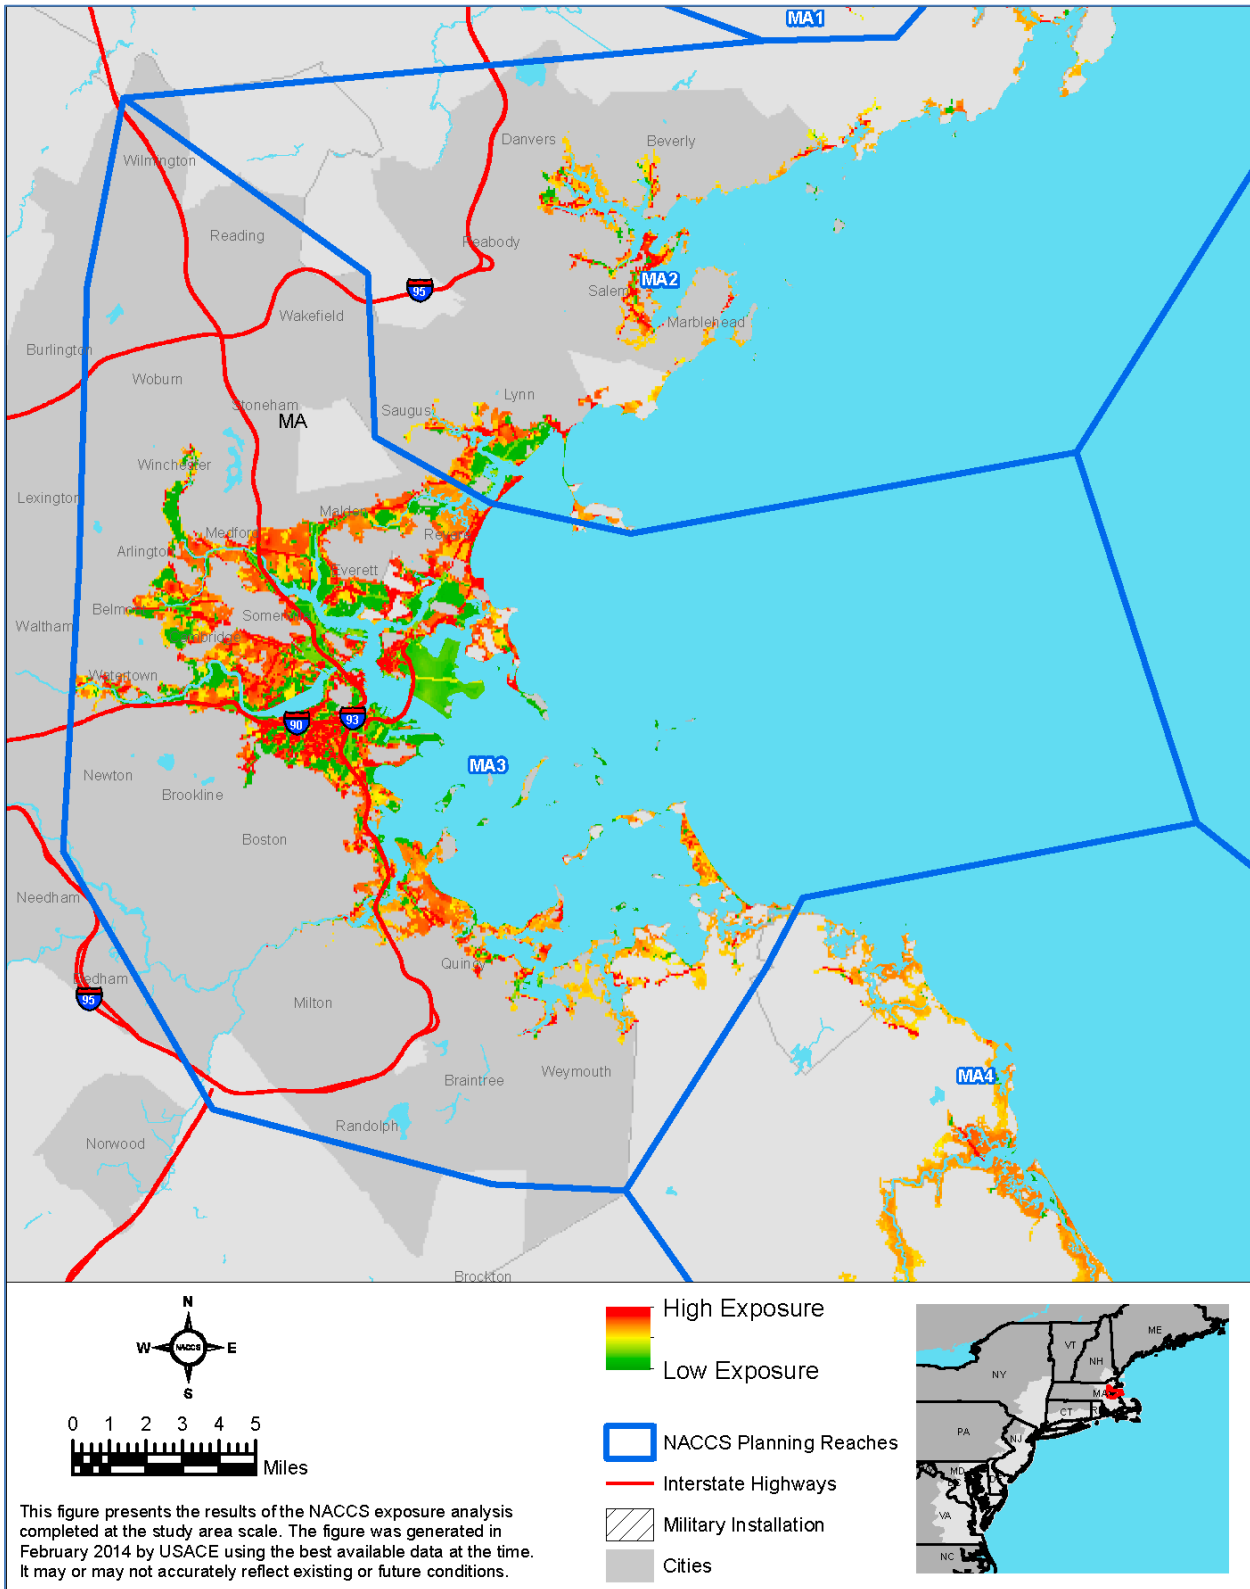 MA1
Danvers
Beverly
Wilmington
Reading
Peabody
95
MA2
Salem
Wakefield
Marblehead
Burlington
Woburn
Stoneham
MA
Lynn
Saugus
Winchester
Lexington
Malden
Medford
Revere
Arlington
Everett
Belmont
Somerville
Waltham
Cambridge
Watertown
90
93
MA3
Newton
Brookline
Boston
Needham
Quincy
Dedham
95
Milton
Weymouth
Braintree
MA4
Randolph
Norwood
Brockton
N
W
NACCS
E
S
0 1 2 3 4 5
Miles
This figure presents the results of the NACCS exposure analysis
completed at the study area scale. The figure was generated in
February 2014 by USACE using the best available data at the time.
It may or may not accurately reflect existing or future conditions.
High Exposure
Low Exposure
NACCS Planning Reaches
Interstate Highways
Military Installation
Cities
ME
VT
NH
NY
MA
CT
PA
NJ
MD
VA
NC